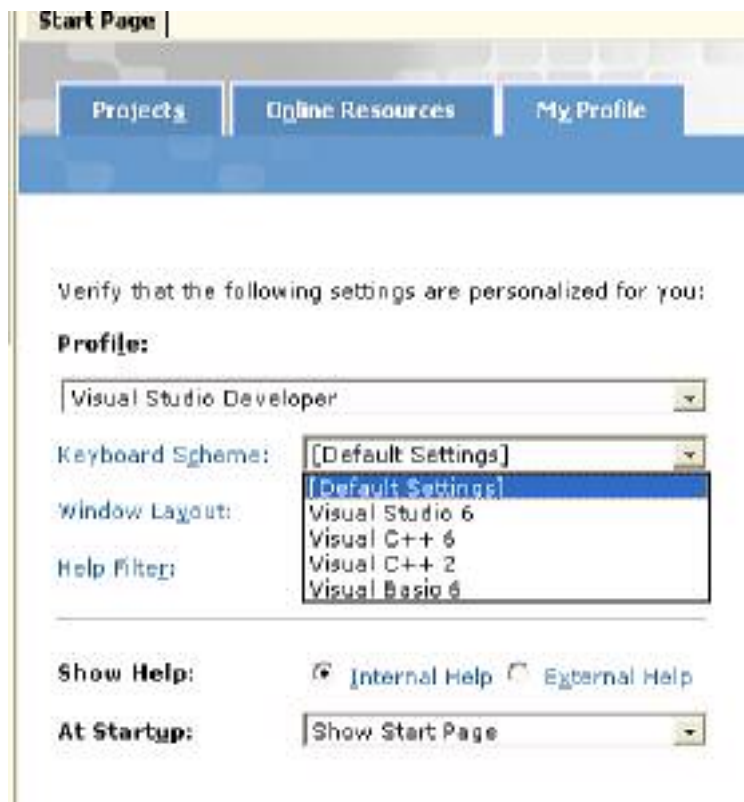 Start Page
Projects Online Resources My Profile
Verify that the following settings are personalized for you:
Profile:
Visual Studio Developer
Keyboard Scheme: [Default Settings]
[Default Settings]
Window Layout: Visual Studio 6
Visual C++ 6
Visual C++ 2
Help Filter:
Visual Basic 6
Show Help: Internal Help External Help
At Startup: Show Start Page